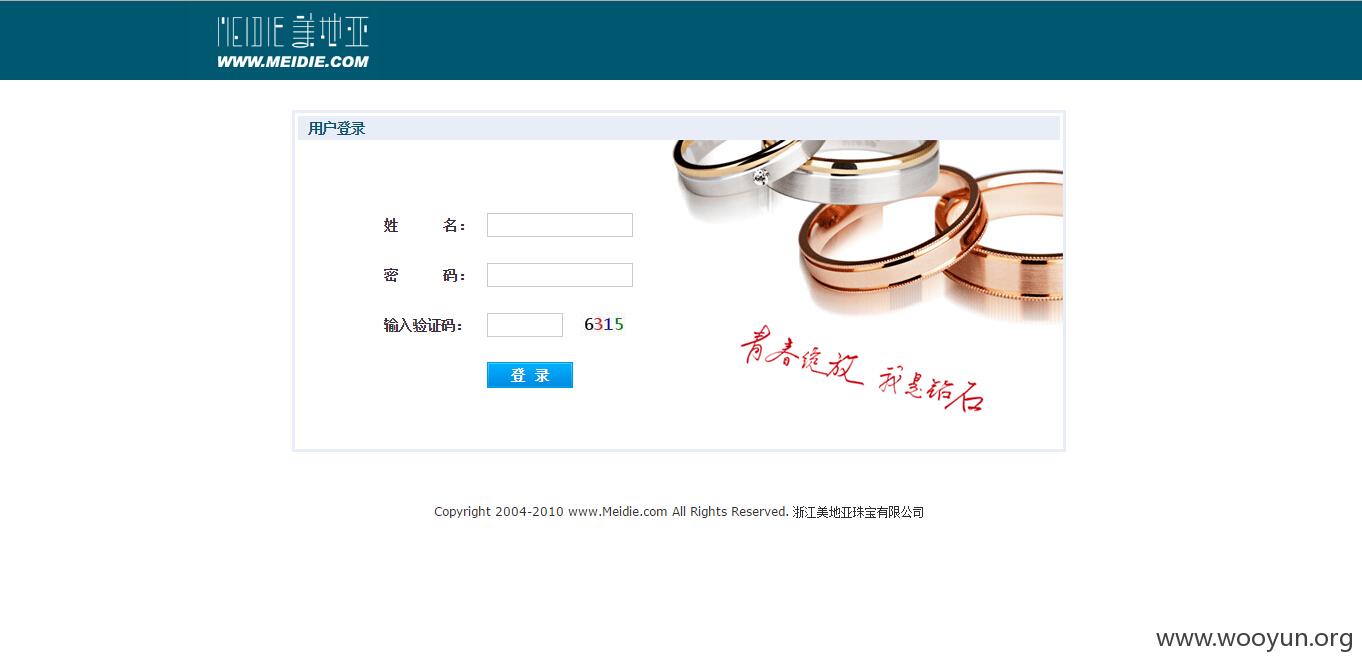 MEIDIE 美地亚
WWW.MEIDIE.COM
用户登录
姓 名：
密 码：
输入验证码： 6315
登 录
青春绽放 我是钻石
Copyright 2004-2010 www.Meidie.com All Rights Reserved. 浙江美地亚珠宝有限公司
www.wooyun.org